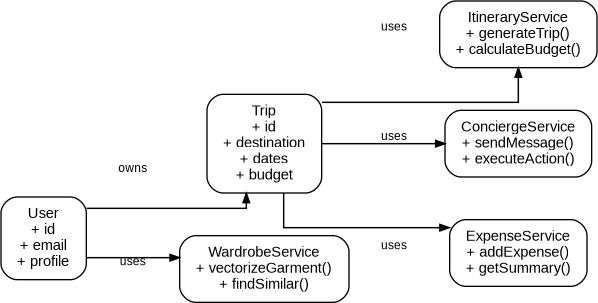 ItineraryService
+ generateTrip()
+ calculateBudget()
uses
Trip
+ id
+ destination
+ dates
+ budget
uses
ConciergeService
+ sendMessage()
+ executeAction()
owns
User
+ id
+ email
+ profile
uses
WardrobeService
+ vectorizeGarment()
+ findSimilar()
uses
ExpenseService
+ addExpense()
+ getSummary()